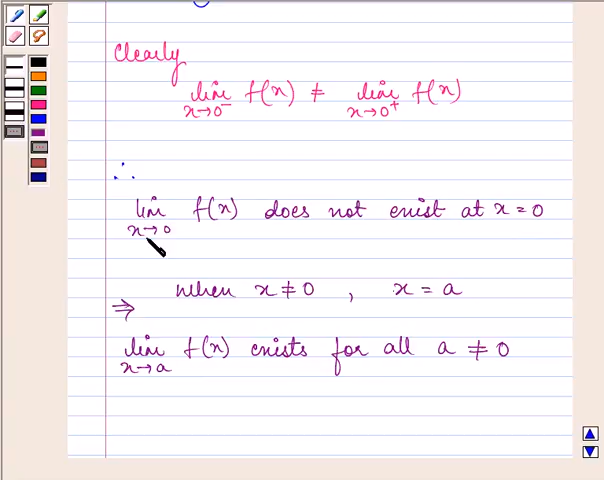 Clearly
lim x→0⁻ f(x) ≠ lim x→0⁺ f(x)
∴
lim x→0 f(x) does not exist at x = 0
when x ≠ 0 , x = a
⇒
lim x→a f(x) exists for all a ≠ 0